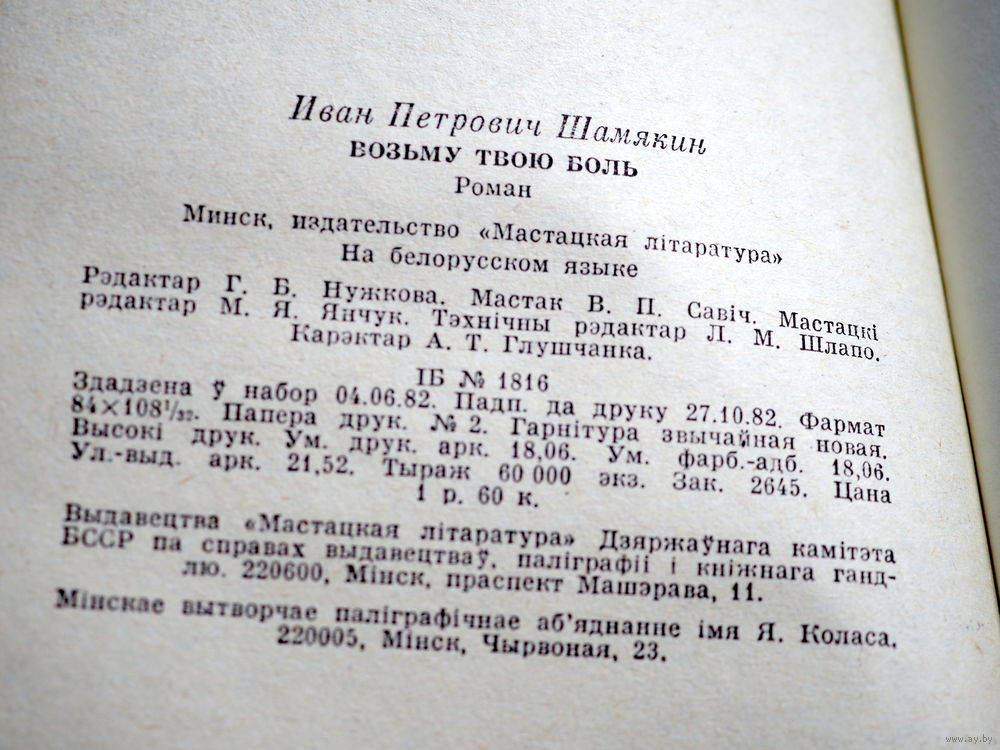 Иван Петрович Шамякин
ВОЗЬМУ ТВОЮ БОЛЬ
Роман
Минск, издательство «Мастацкая літаратура»
На белорусском языке
Рэдактар Г. Б. Нужкова. Мастак В. П. Савіч. Мастацкі
рэдактар М. Я. Янчук. Тэхнічны рэдактар Л. М. Шлапо.
Карэктар А. Т. Глушчанка.
ІБ № 1816
Здадзена ў набор 04.06.82. Падп. да друку 27.10.82. Фармат
84×108¹/₃₂. Папера друк. № 2. Гарнітура звычайная новая.
Высокі друк. Ум. друк. арк. 18,06. Ум. фарб.-адб. 18,06.
Ул.-выд. арк. 21,52. Тыраж 60 000 экз. Зак. 2645. Цана
1 р. 60 к.
Выдавецтва «Мастацкая літаратура» Дзяржаўнага камітэта
БССР па справах выдавецтваў, паліграфіі і кніжнага ганд-
лю. 220600, Мінск, праспект Машэрава, 11.
Мінскае вытворчае паліграфічнае аб'яднанне імя Я. Коласа.
220005, Мінск, Чырвоная, 23.
www.ay.by